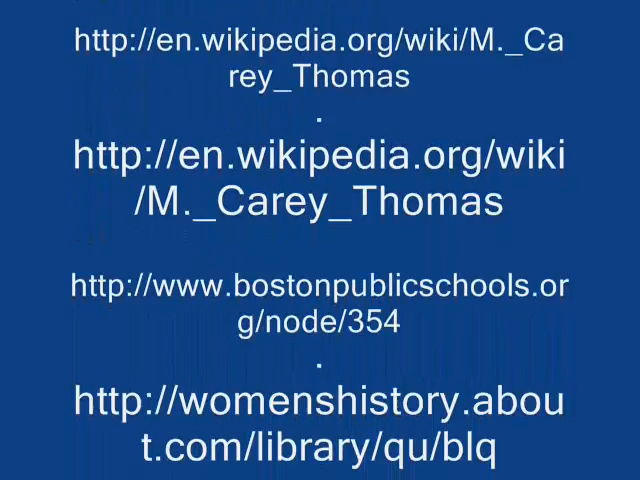 http://en.wikipedia.org/wiki/M._Ca
rey_Thomas
.
http://en.wikipedia.org/wiki
/M._Carey_Thomas
http://www.bostonpublicschools.or
g/node/354
.
http://womenshistory.abou
t.com/library/qu/blq